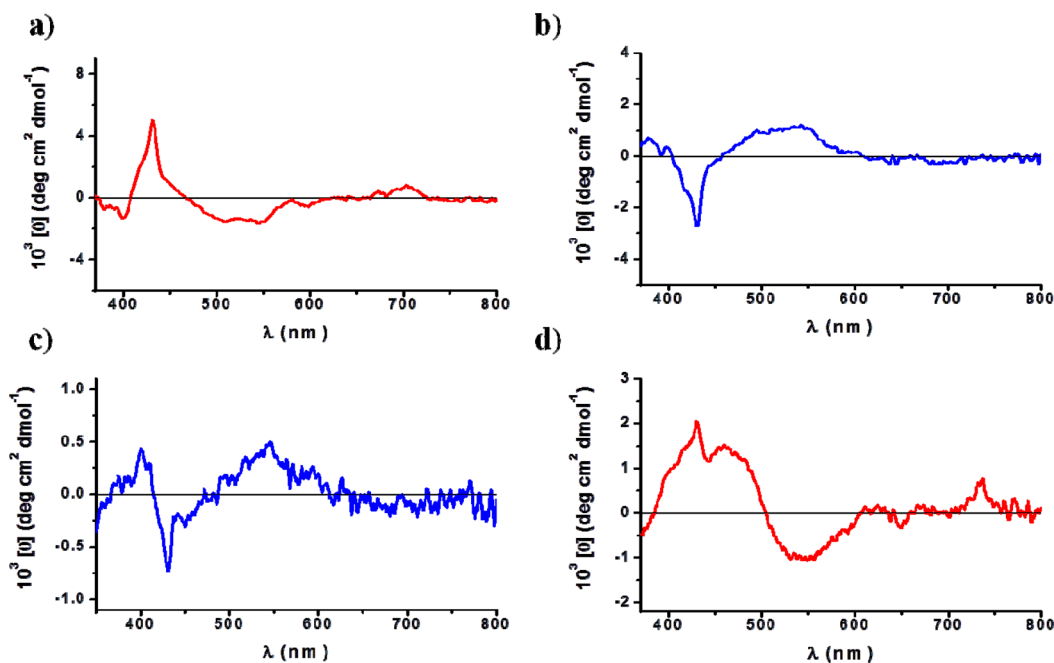 a)
10³ [θ] (deg cm² dmol⁻¹)
8
4
0
-4
400 500 600 700 800
λ (nm)
b)
10³ [θ] (deg cm² dmol⁻¹)
4
2
0
-2
-4
400 500 600 700 800
λ (nm)
c)
10³ [θ] (deg cm² dmol⁻¹)
1.0
0.5
0.0
-0.5
-1.0
400 500 600 700 800
λ (nm)
d)
10³ [θ] (deg cm² dmol⁻¹)
3
2
1
0
-1
-2
400 500 600 700 800
λ (nm)